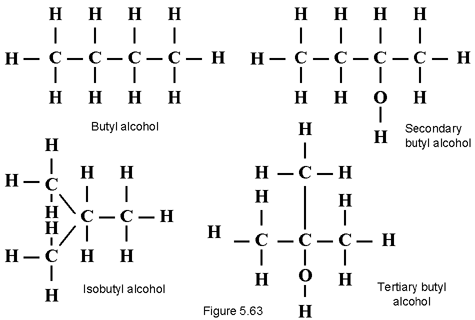 H H H H
H — C — C — C — C — H
H H H H
Butyl alcohol
H H H H
H — C — C — C — C — H
H H O H
H
Secondary
butyl alcohol
H
H — C H H
H
C — C — H
H
H — C H H
H
Isobutyl alcohol
H
H — C — H
H H
H — C — C — C — H
H O H
H
Tertiary butyl
alcohol
Figure 5.63